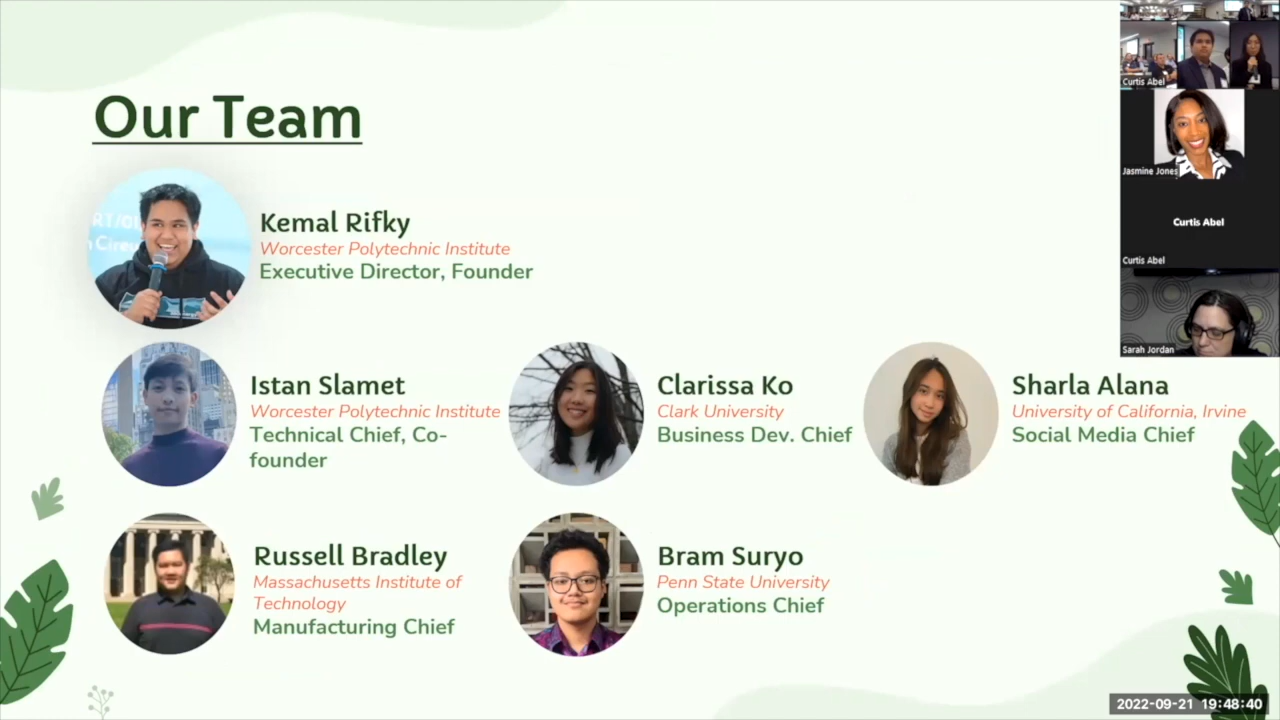 Our Team
Kemal Rifky
Worcester Polytechnic Institute
Executive Director, Founder
Istan Slamet
Worcester Polytechnic Institute
Technical Chief, Co-
founder
Clarissa Ko
Clark University
Business Dev. Chief
Sharla Alana
University of California, Irvine
Social Media Chief
Russell Bradley
Massachusetts Institute of
Technology
Manufacturing Chief
Bram Suryo
Penn State University
Operations Chief
Curtis Abel
Jasmine Jones
Curtis Abel
Curtis Abel
Sarah Jordan
2022-09-21 19:48:40